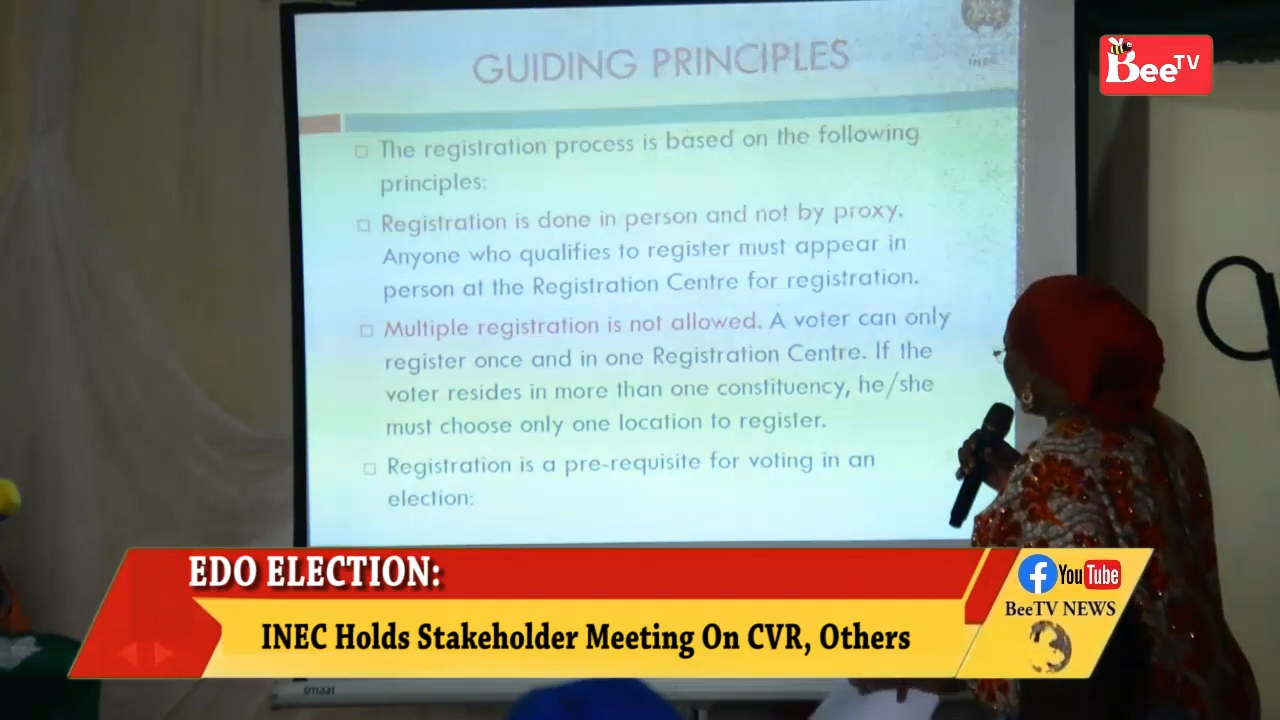 GUIDING PRINCIPLES
INEC
BeeTV
The registration process is based on the following
principles:
Registration is done in person and not by proxy.
Anyone who qualifies to register must appear in
person at the Registration Centre for registration.
Multiple registration is not allowed. A voter can only
register once and in one Registration Centre. If the
voter resides in more than one constituency, he/she
must choose only one location to register.
Registration is a pre-requisite for voting in an
election:
EDO ELECTION:
INEC Holds Stakeholder Meeting On CVR, Others
YouTube
BeeTV NEWS
smaat